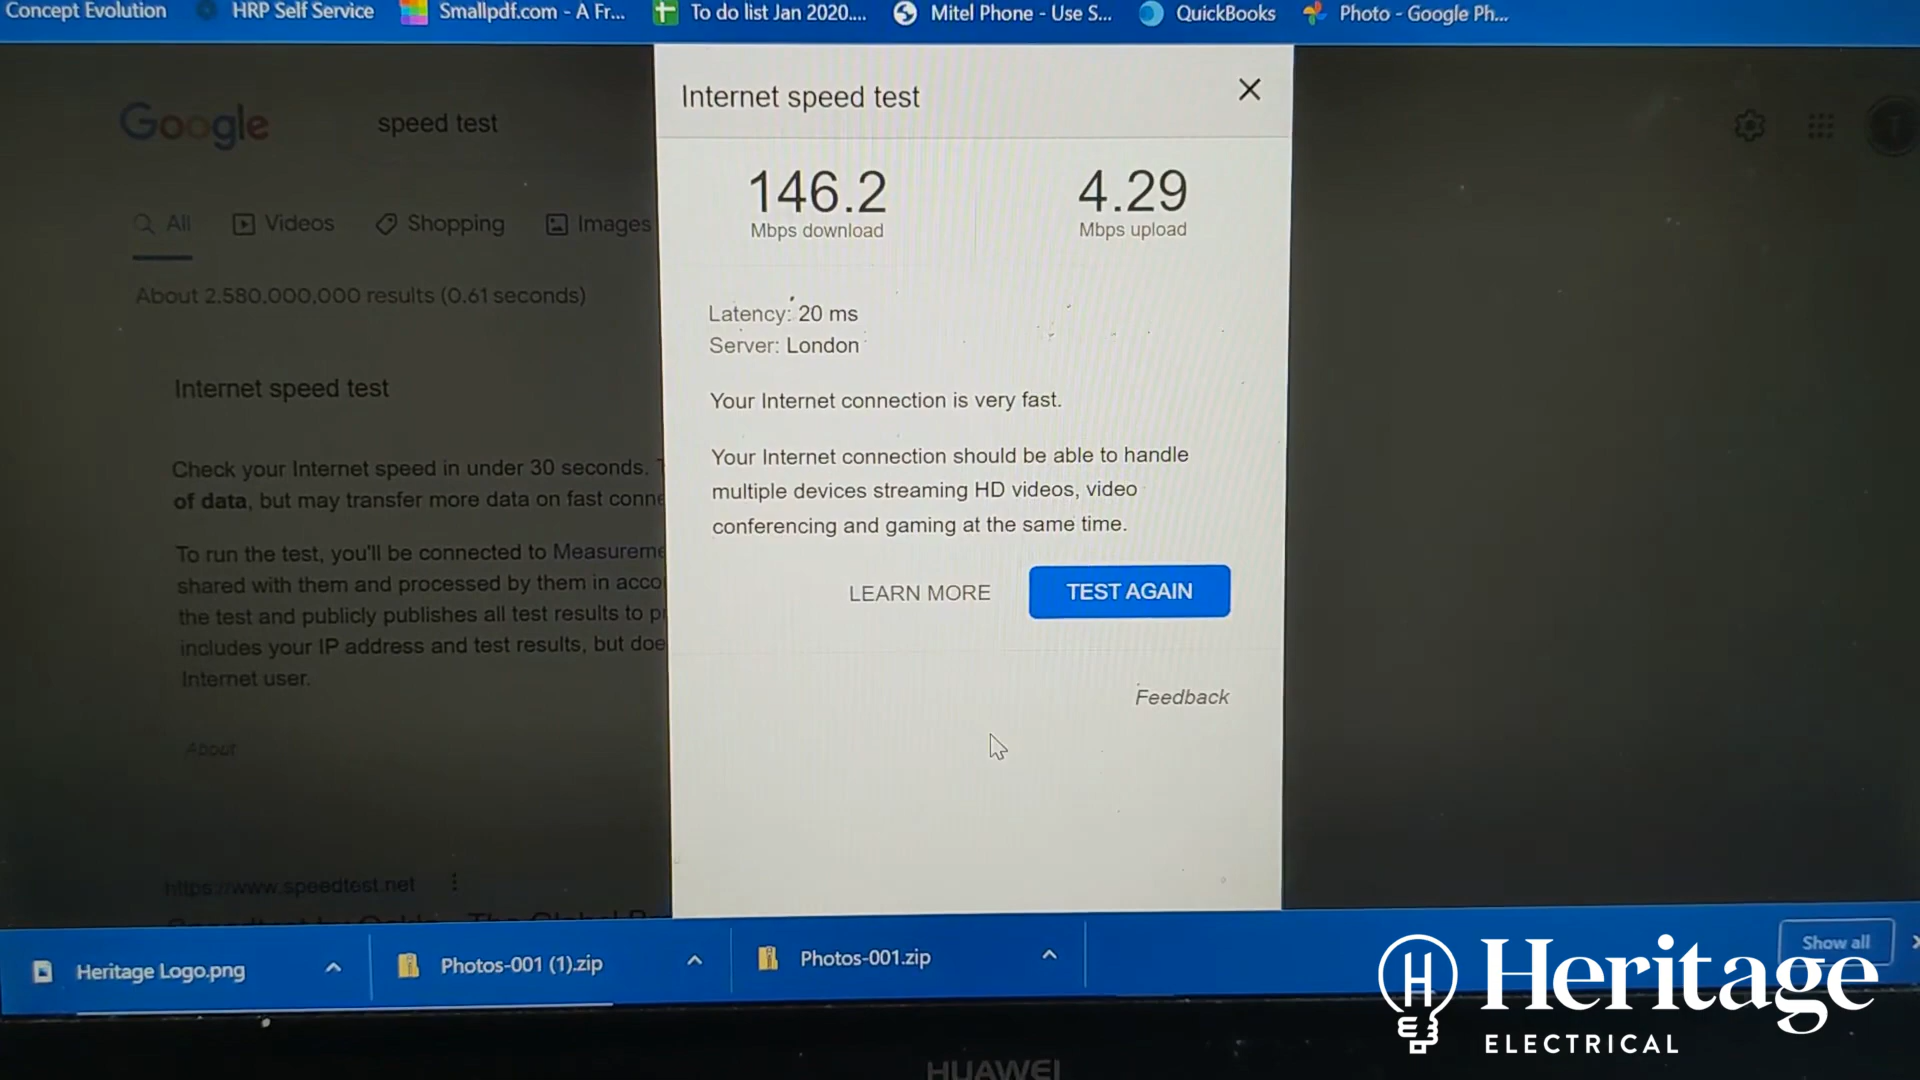 Concept Evolution
HRP Self Service
Smallpdf.com - A Fr...
To do list Jan 2020....
Mitel Phone - Use S...
QuickBooks
Photo - Google Ph...
Google
speed test
All
Videos
Shopping
Images
About 2.580.000.000 results (0.61 seconds)
Internet speed test
Check your Internet speed in under 30 seconds.
of data, but may transfer more data on fast conne
To run the test, you'll be connected to Measureme
shared with them and processed by them in acco
the test and publicly publishes all test results to p
includes your IP address and test results, but doe
Internet user.
About
https://www.speedtest.net
Internet speed test
146.2
Mbps download
4.29
Mbps upload
Latency: 20 ms
Server: London
Your Internet connection is very fast.
Your Internet connection should be able to handle
multiple devices streaming HD videos, video
conferencing and gaming at the same time.
LEARN MORE
TEST AGAIN
Feedback
Heritage Logo.png
Photos-001 (1).zip
Photos-001.zip
Show all
Heritage
ELECTRICAL
HUAWEI